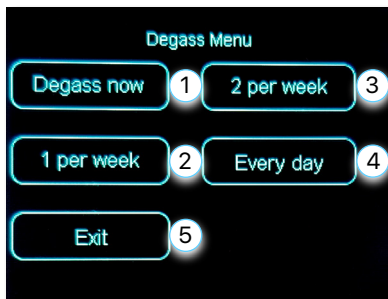 Degass Menu
Degass now 1 2 per week 3
1 per week 2 Every day 4
Exit 5